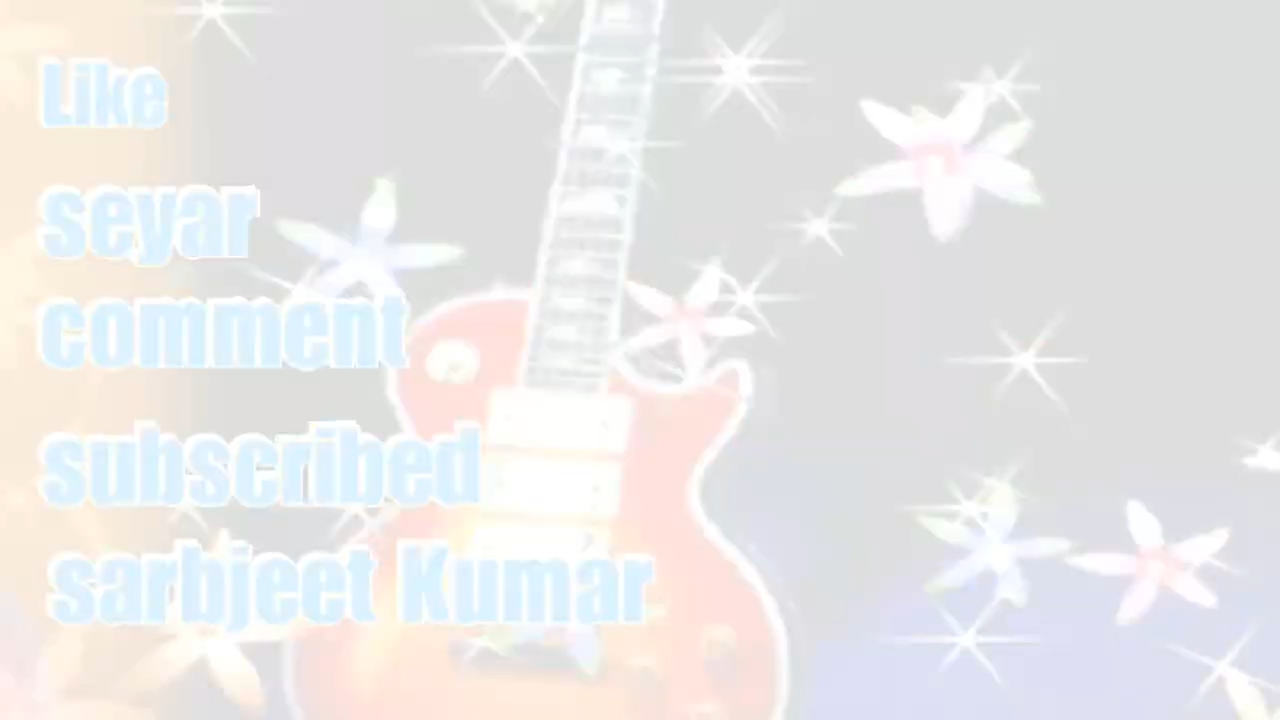 Like
seyar
comment
subscribed
sarbjeet Kumar